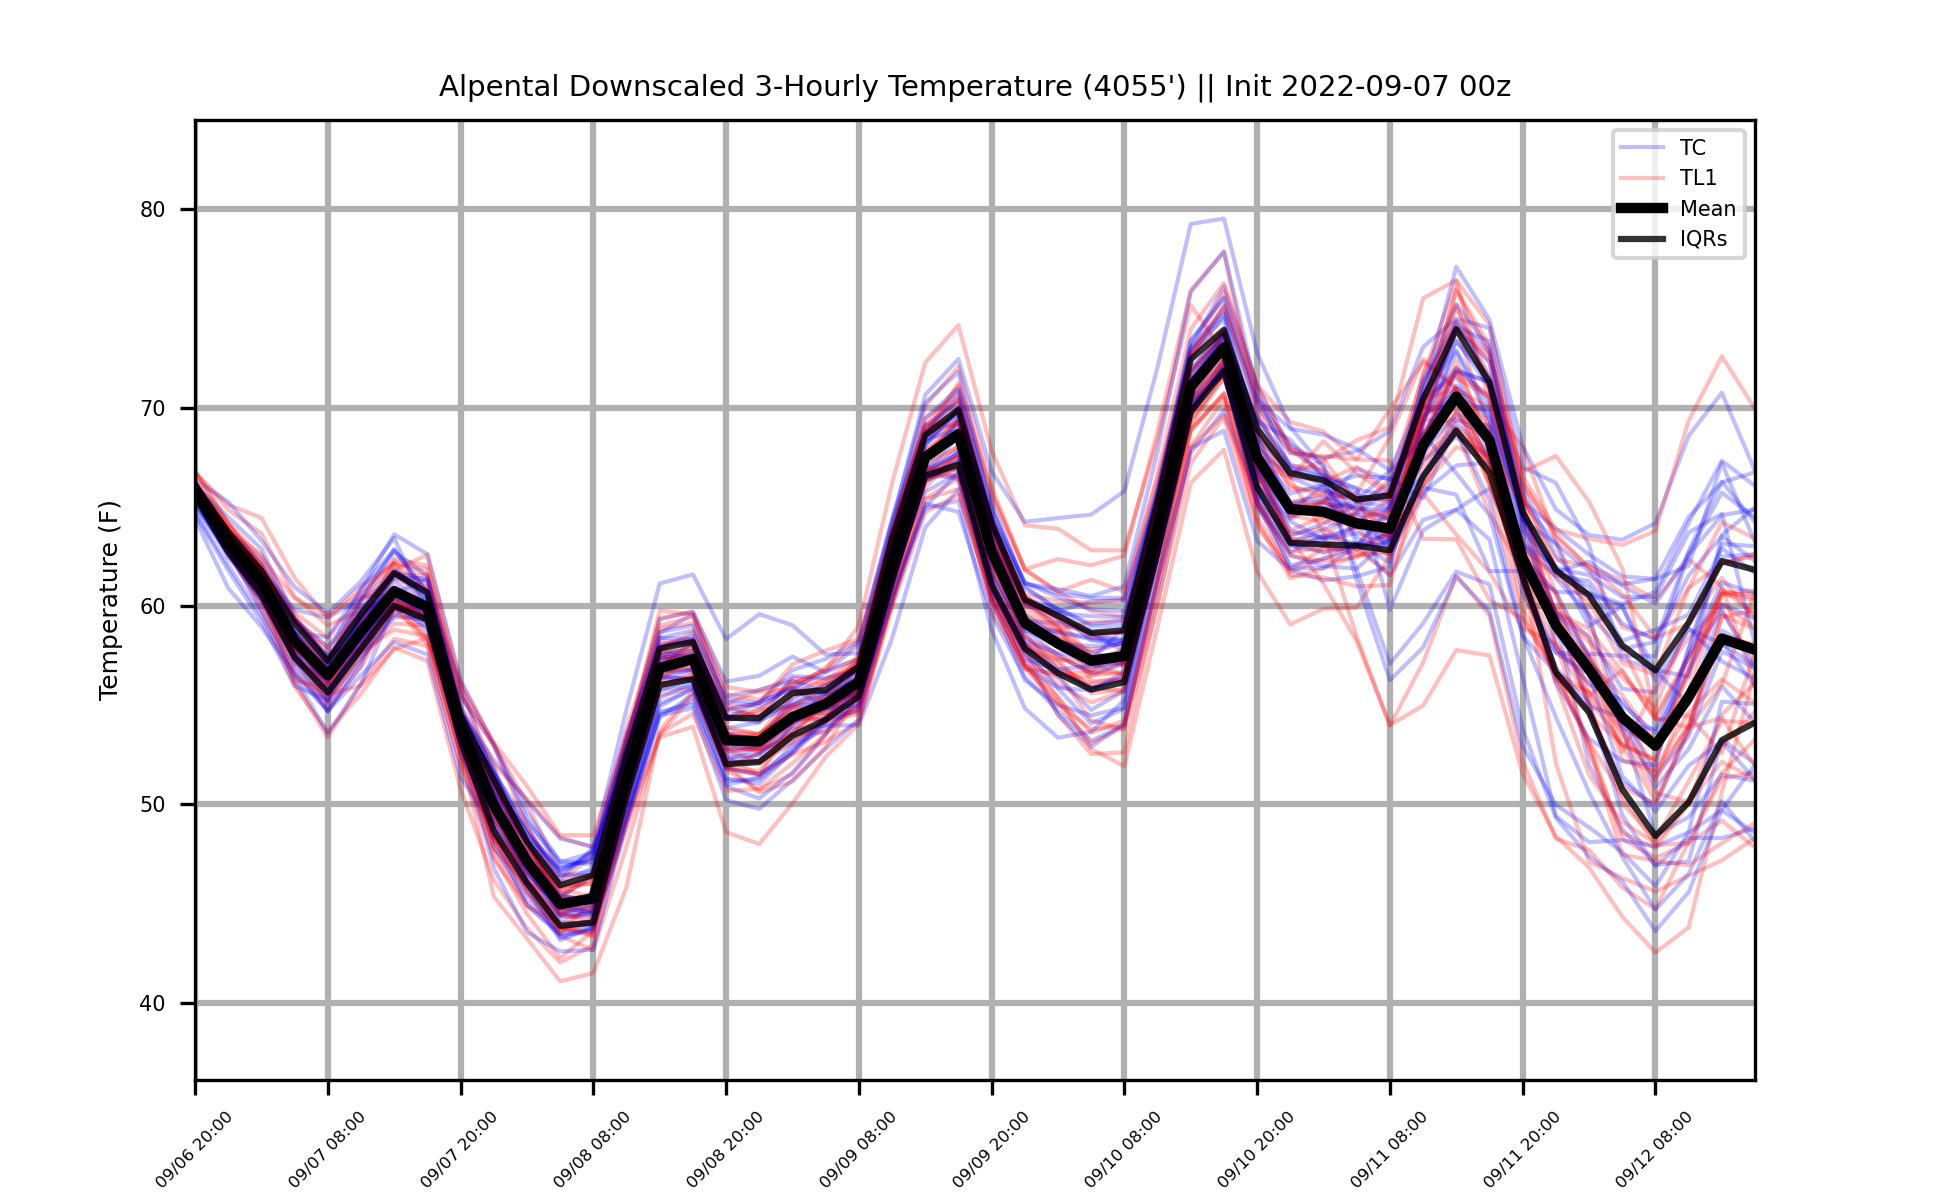 Alpental Downscaled 3-Hourly Temperature (4055') || Init 2022-09-07 00z
TC
TL1
Mean
IQRs
Temperature (F)
80
70
60
50
40
09/06 20:00
09/07 08:00
09/07 20:00
09/08 08:00
09/08 20:00
09/09 08:00
09/09 20:00
09/10 08:00
09/10 20:00
09/11 08:00
09/11 20:00
09/12 08:00